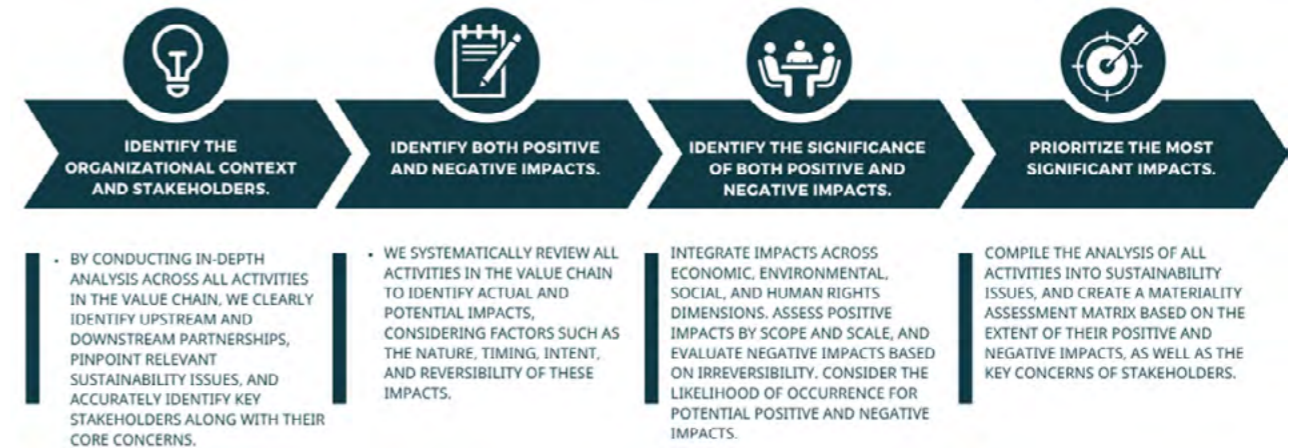 IDENTIFY THE
ORGANIZATIONAL CONTEXT
AND STAKEHOLDERS.
IDENTIFY BOTH POSITIVE
AND NEGATIVE IMPACTS.
IDENTIFY THE SIGNIFICANCE
OF BOTH POSITIVE AND
NEGATIVE IMPACTS.
PRIORITIZE THE MOST
SIGNIFICANT IMPACTS.
• BY CONDUCTING IN-DEPTH
ANALYSIS ACROSS ALL ACTIVITIES
IN THE VALUE CHAIN, WE CLEARLY
IDENTIFY UPSTREAM AND
DOWNSTREAM PARTNERSHIPS,
PINPOINT RELEVANT
SUSTAINABILITY ISSUES, AND
ACCURATELY IDENTIFY KEY
STAKEHOLDERS ALONG WITH THEIR
CORE CONCERNS.
• WE SYSTEMATICALLY REVIEW ALL
ACTIVITIES IN THE VALUE CHAIN
TO IDENTIFY ACTUAL AND
POTENTIAL IMPACTS,
CONSIDERING FACTORS SUCH AS
THE NATURE, TIMING, INTENT,
AND REVERSIBILITY OF THESE
IMPACTS.
INTEGRATE IMPACTS ACROSS
ECONOMIC, ENVIRONMENTAL,
SOCIAL, AND HUMAN RIGHTS
DIMENSIONS. ASSESS POSITIVE
IMPACTS BY SCOPE AND SCALE, AND
EVALUATE NEGATIVE IMPACTS BASED
ON IRREVERSIBILITY. CONSIDER THE
LIKELIHOOD OF OCCURRENCE FOR
POTENTIAL POSITIVE AND NEGATIVE
IMPACTS.
COMPILE THE ANALYSIS OF ALL
ACTIVITIES INTO SUSTAINABILITY
ISSUES, AND CREATE A MATERIALITY
ASSESSMENT MATRIX BASED ON THE
EXTENT OF THEIR POSITIVE AND
NEGATIVE IMPACTS, AS WELL AS THE
KEY CONCERNS OF STAKEHOLDERS.